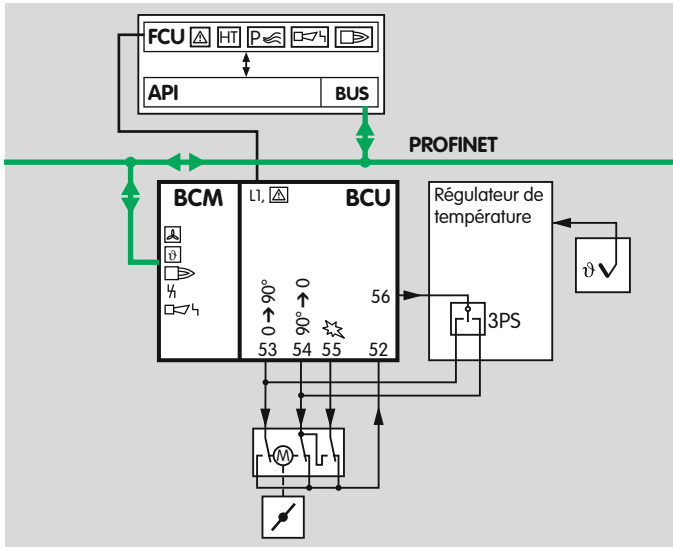 FCU HT P
API BUS
PROFINET
BCM L1, BCU
Régulateur de
température
ϑ
ϑ
0 → 90°
90° → 0
56
3PS
53 54 55 52
M